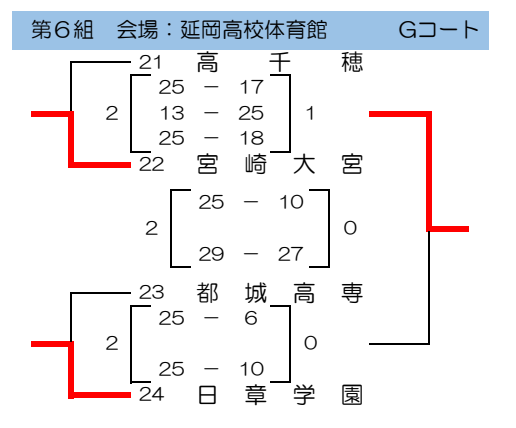 第6組 会場：延岡高校体育館 Gコート
21 高千穂
25 － 17
2 13 － 25 1
25 － 18
22 宮崎大宮
25 － 10
2 0
29 － 27
23 都城高専
25 － 6
2 0
25 － 10
24 日章学園